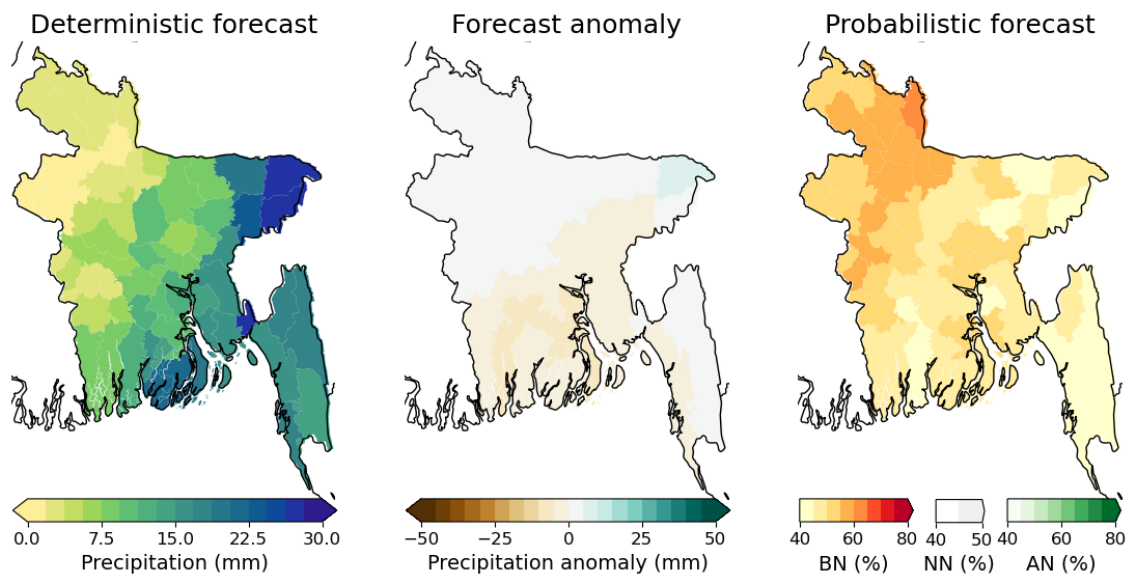 Deterministic forecast
Forecast anomaly
Probabilistic forecast
0.0 7.5 15.0 22.5 30.0
Precipitation (mm)
−50 −25 0 25 50
Precipitation anomaly (mm)
40 60 80
BN (%)
40 50
NN (%)
40 60 80
AN (%)